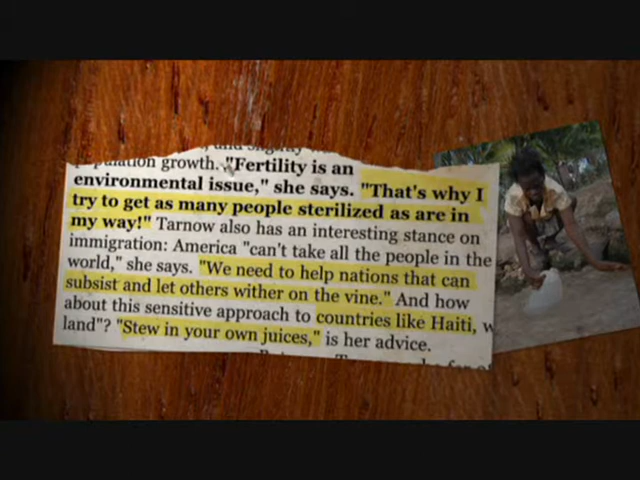 population growth. "Fertility is an
environmental issue," she says. "That's why I
try to get as many people sterilized as are in
my way!" Tarnow also has an interesting stance on
immigration: America "can't take all the people in the
world," she says. "We need to help nations that can
subsist and let others wither on the vine." And how
about this sensitive approach to countries like Haiti, w
land"? "Stew in your own juices," is her advice.